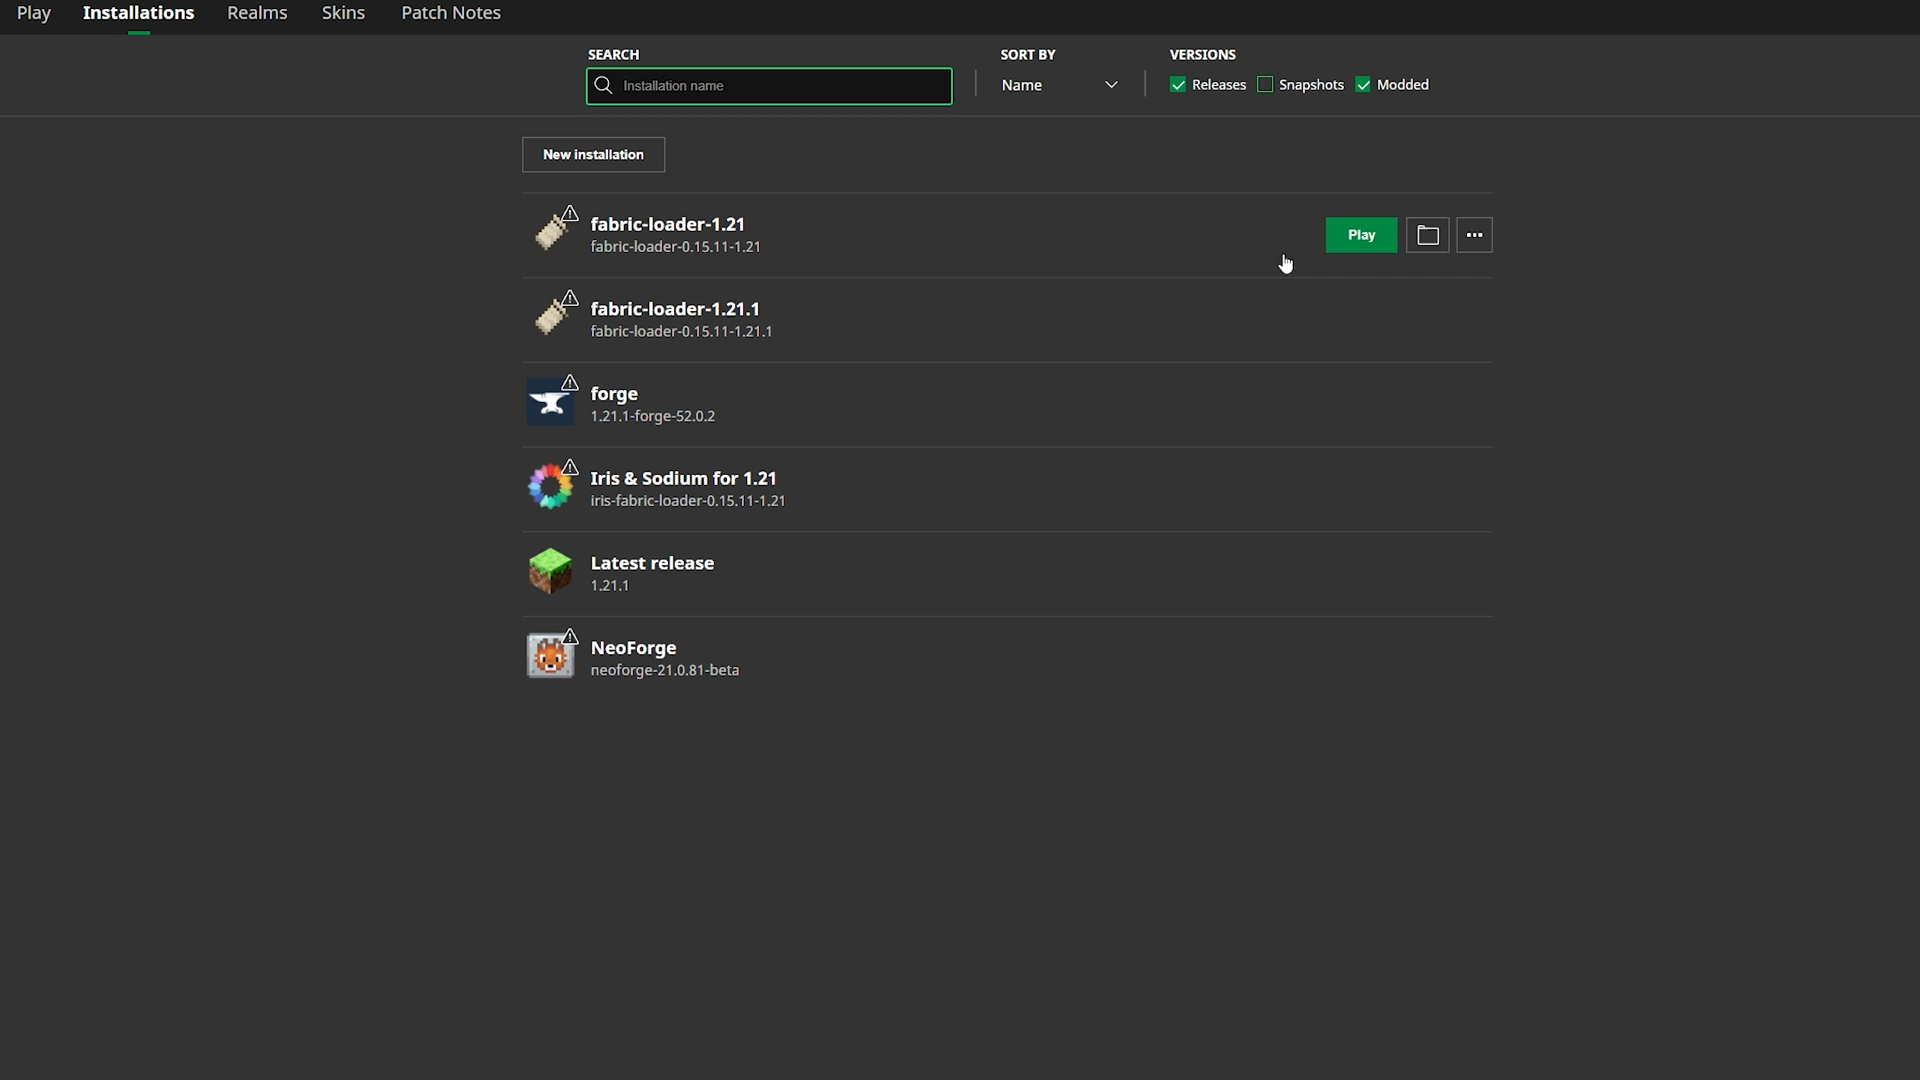 Play Installations Realms Skins Patch Notes
SEARCH SORT BY VERSIONS
Installation name Name Releases Snapshots Modded
New installation
fabric-loader-1.21
fabric-loader-0.15.11-1.21
Play
fabric-loader-1.21.1
fabric-loader-0.15.11-1.21.1
forge
1.21.1-forge-52.0.2
Iris & Sodium for 1.21
iris-fabric-loader-0.15.11-1.21
Latest release
1.21.1
NeoForge
neoforge-21.0.81-beta